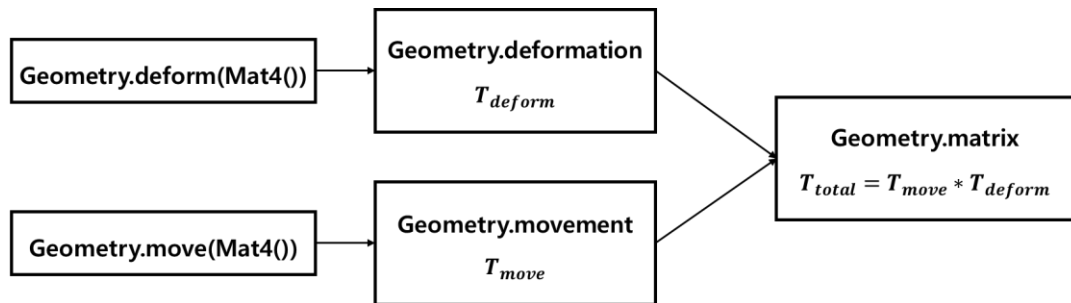 Geometry.deform(Mat4())
Geometry.deformation
T_deform
Geometry.move(Mat4())
Geometry.movement
T_move
Geometry.matrix
T_total = T_move * T_deform